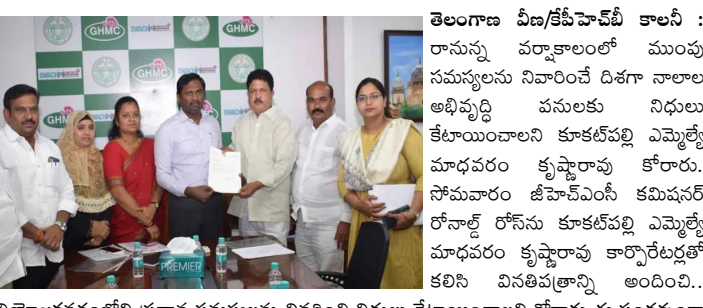 GHMC
SWACHH
GHMC
GHMC
PREMIER
తెలంగాణ వీణ/కేపీహెచ్‌బీ కాలనీ :
రానున్న వర్షాకాలంలో ముంపు
సమస్యలను నివారించే దిశగా నాలాల
అభివృద్ధి పనులకు నిధులు
కేటాయించాలని కూకట్‌పల్లి ఎమ్మెల్యే
మాధవరం కృష్ణారావు కోరారు.
సోమవారం జీహెచ్‌ఎంసీ కమిషనర్
రోనాల్డ్ రోస్‌ను కూకట్‌పల్లి ఎమ్మెల్యే
మాధవరం కృష్ణారావు కార్పొరేటర్లతో
కలిసి వినతిపత్రాన్ని అందించి..